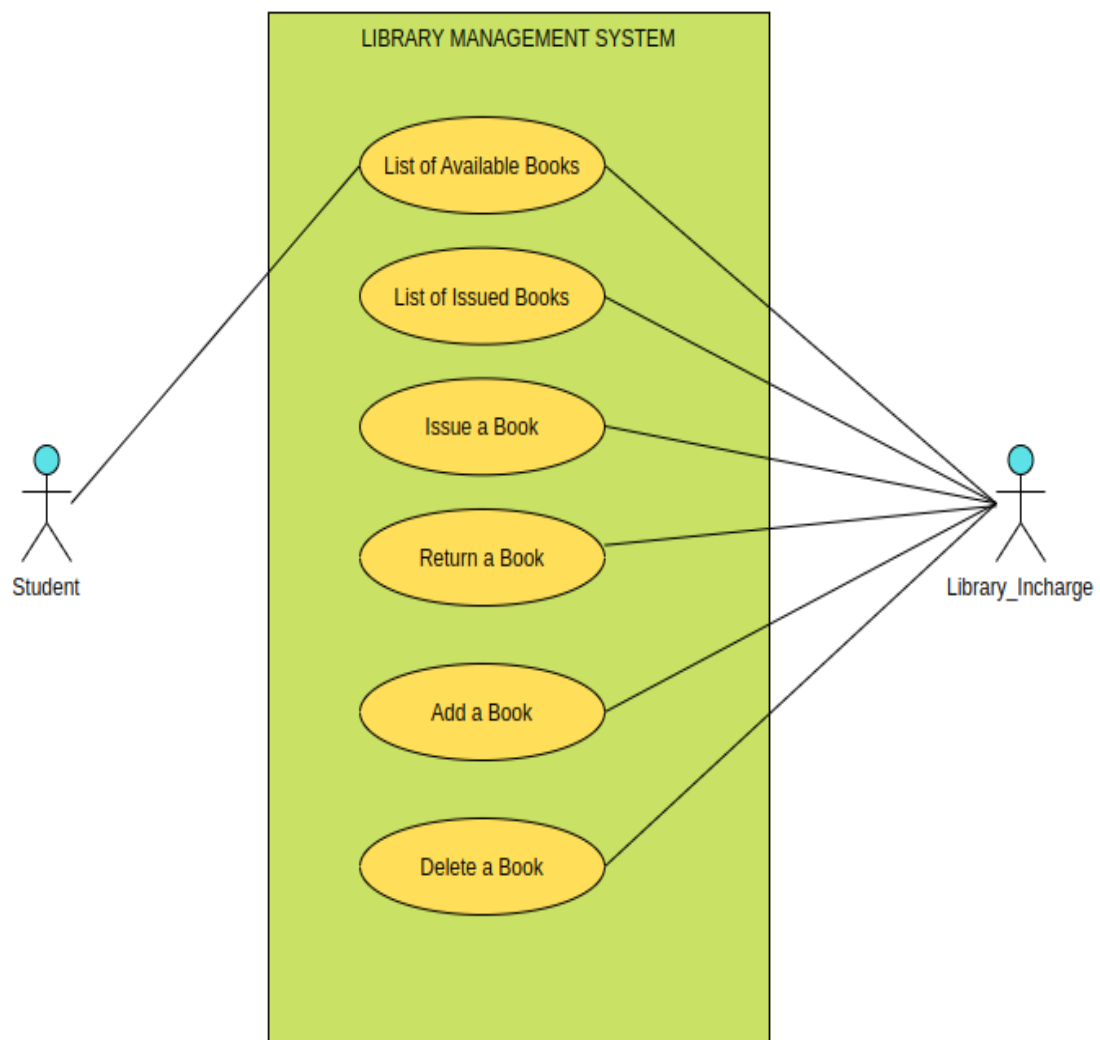 LIBRARY MANAGEMENT SYSTEM
List of Available Books
List of Issued Books
Issue a Book
Return a Book
Student
Library_Incharge
Add a Book
Delete a Book